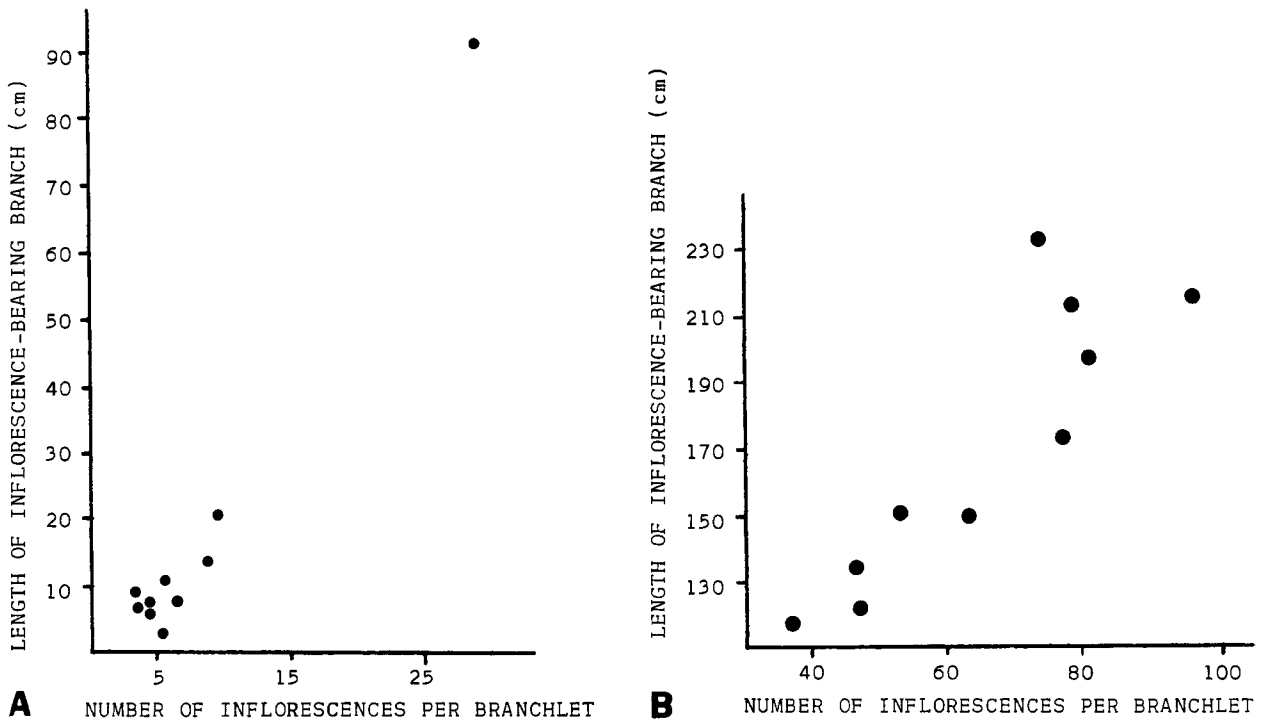 LENGTH OF INFLORESCENCE-BEARING BRANCH (cm)
90
80
70
60
50
40
30
20
10
5 15 25
A NUMBER OF INFLORESCENCES PER BRANCHLET
LENGTH OF INFLORESCENCE-BEARING BRANCH (cm)
230
210
190
170
150
130
40 60 80 100
B NUMBER OF INFLORESCENCES PER BRANCHLET